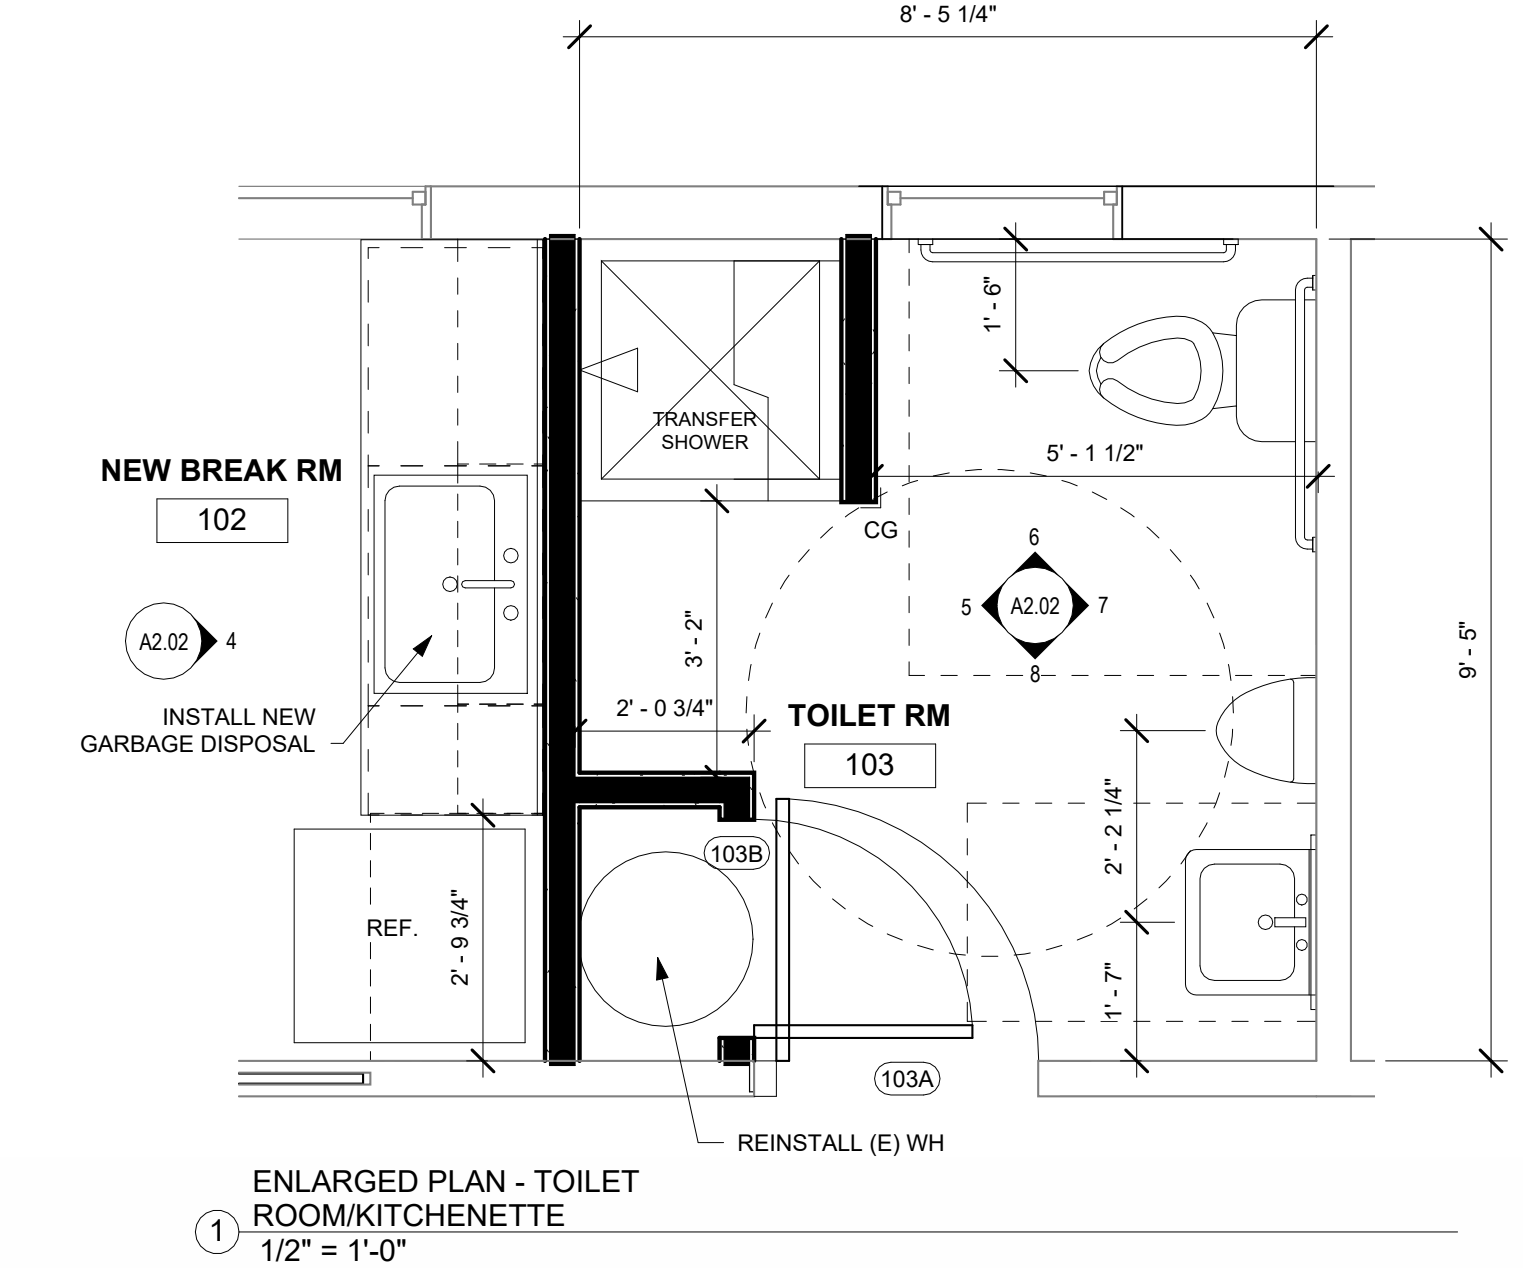 8' - 5 1/4"
1' - 6"
TRANSFER
SHOWER
5' - 1 1/2"
NEW BREAK RM
102
CG
6
5
A2.02
7
8
A2.02
4
3' - 2"
9' - 5"
INSTALL NEW
GARBAGE DISPOSAL
2' - 0 3/4"
TOILET RM
103
2' - 2 1/4"
103B
REF.
2' - 9 3/4"
1' - 7"
103A
REINSTALL (E) WH
ENLARGED PLAN - TOILET
ROOM/KITCHENETTE
1
1/2" = 1'-0"